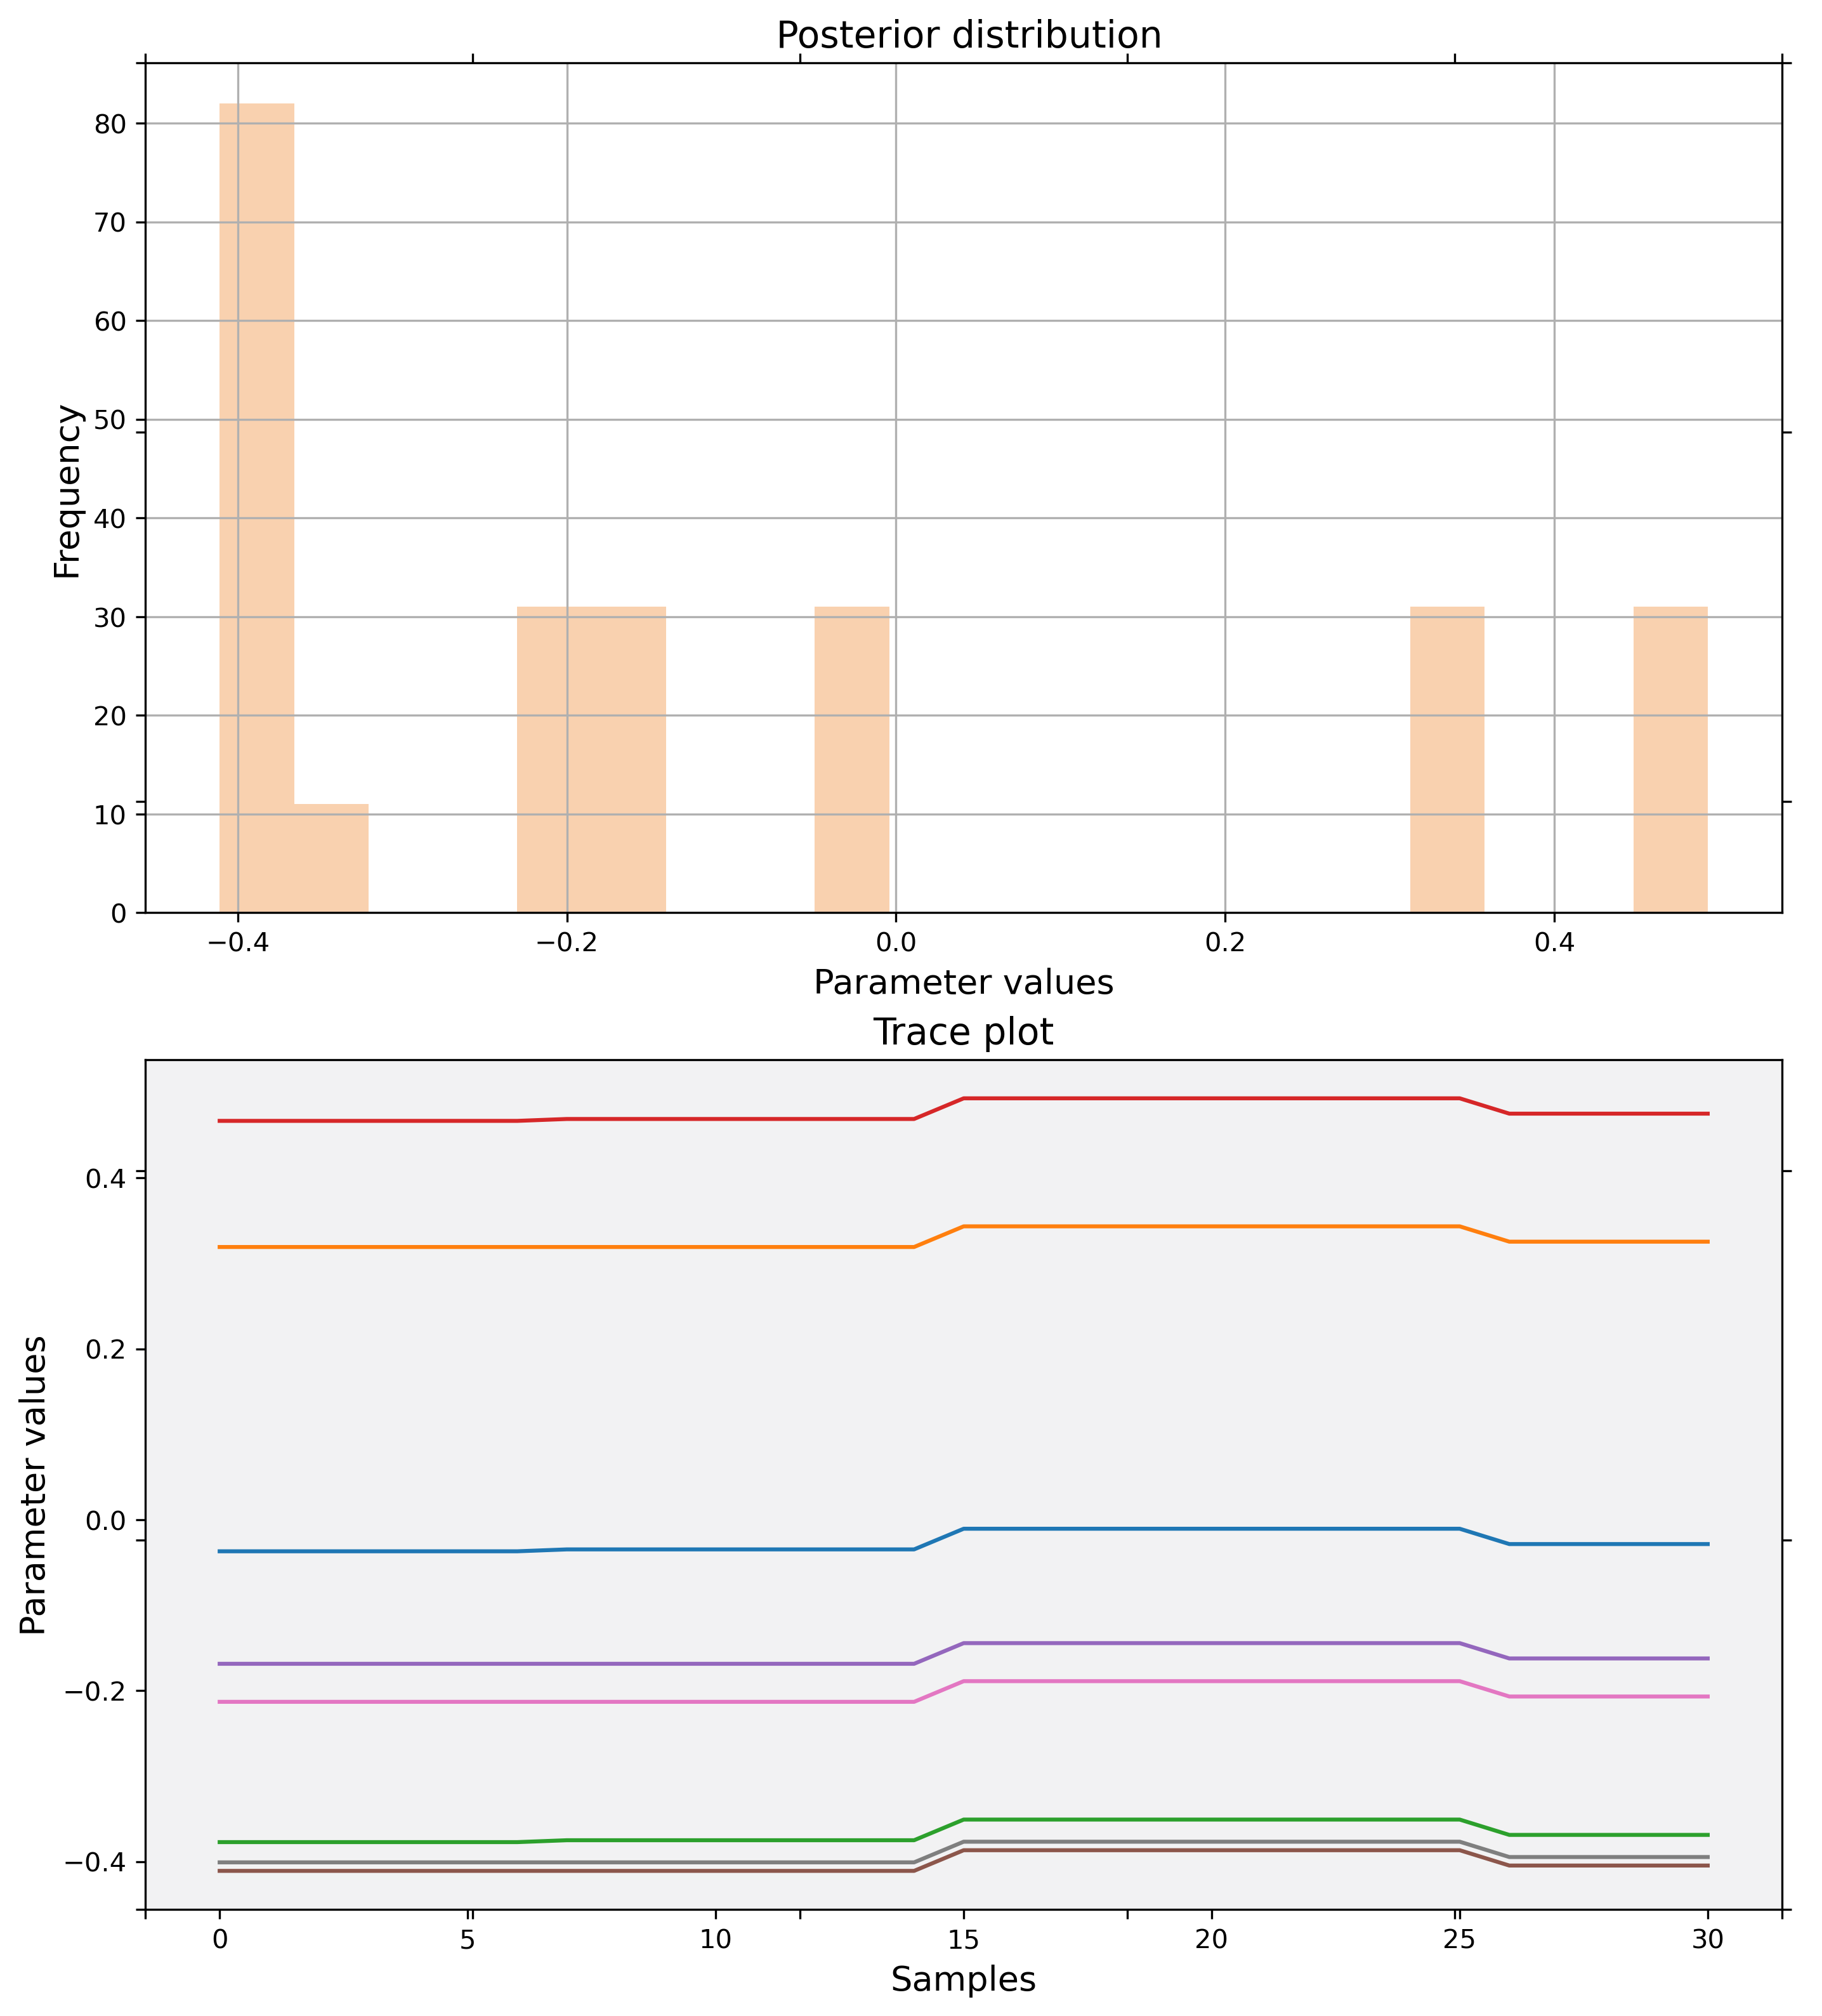 Posterior distribution
80
70
60
50
40
30
20
10
0
Frequency
−0.4 −0.2 0.0 0.2 0.4
Parameter values
Trace plot
0.4
0.2
0.0
−0.2
−0.4
Parameter values
0 5 10 15 20 25 30
Samples